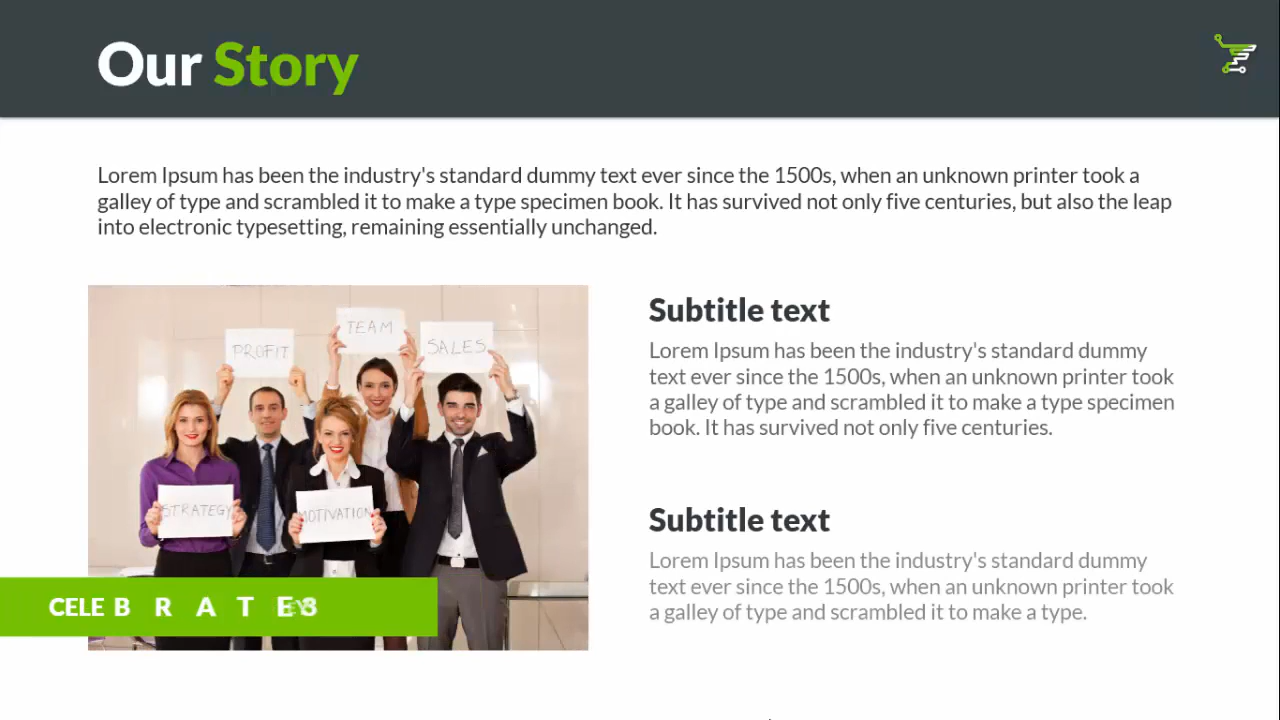 Our Story
Lorem Ipsum has been the industry's standard dummy text ever since the 1500s, when an unknown printer took a
galley of type and scrambled it to make a type specimen book. It has survived not only five centuries, but also the leap
into electronic typesetting, remaining essentially unchanged.
TEAM
PROFIT
SALES
STRATEGY
MOTIVATION
CELEBRATE
Subtitle text
Lorem Ipsum has been the industry's standard dummy
text ever since the 1500s, when an unknown printer took
a galley of type and scrambled it to make a type specimen
book. It has survived not only five centuries.
Subtitle text
Lorem Ipsum has been the industry's standard dummy
text ever since the 1500s, when an unknown printer took
a galley of type and scrambled it to make a type.